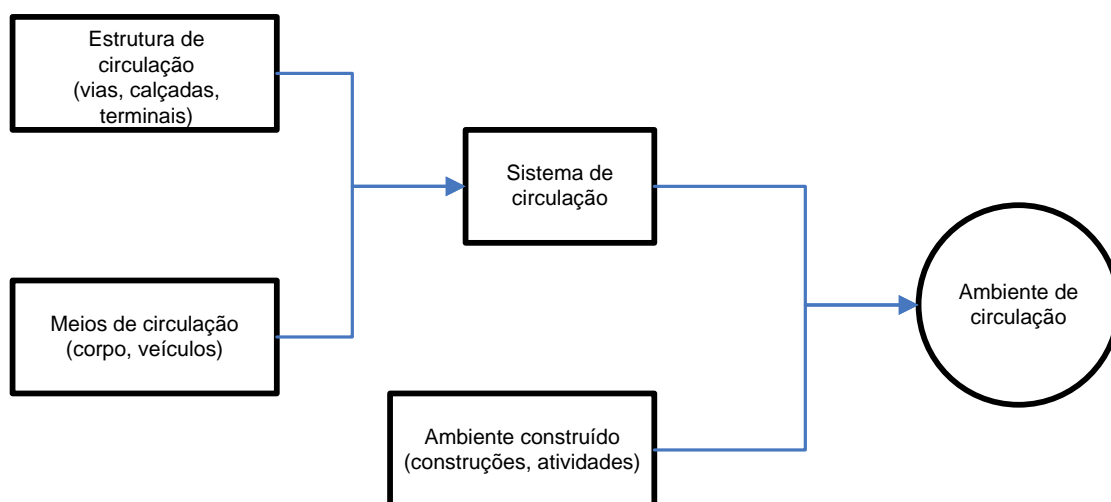 Estrutura de
circulação
(vias, calçadas,
terminais)
Meios de circulação
(corpo, veículos)
Sistema de
circulação
Ambiente construído
(construções, atividades)
Ambiente de
circulação